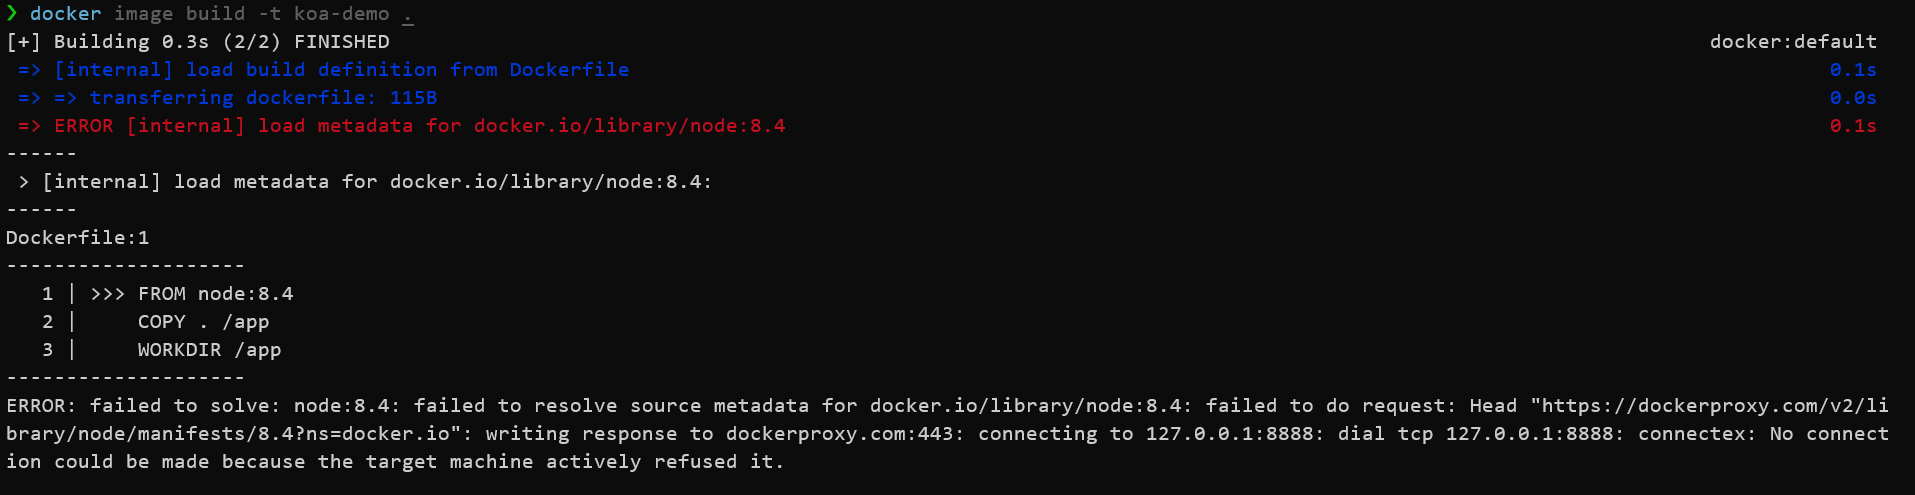 ❯ docker image build -t koa-demo .
[+] Building 0.3s (2/2) FINISHED docker:default
=> [internal] load build definition from Dockerfile 0.1s
=> => transferring dockerfile: 115B 0.0s
=> ERROR [internal] load metadata for docker.io/library/node:8.4 0.1s
------
> [internal] load metadata for docker.io/library/node:8.4:
------
Dockerfile:1
--------------------
1 | >>> FROM node:8.4
2 | COPY . /app
3 | WORKDIR /app
--------------------
ERROR: failed to solve: node:8.4: failed to resolve source metadata for docker.io/library/node:8.4: failed to do request: Head "https://dockerproxy.com/v2/li
brary/node/manifests/8.4?ns=docker.io": writing response to dockerproxy.com:443: connecting to 127.0.0.1:8888: dial tcp 127.0.0.1:8888: connectex: No connect
ion could be made because the target machine actively refused it.